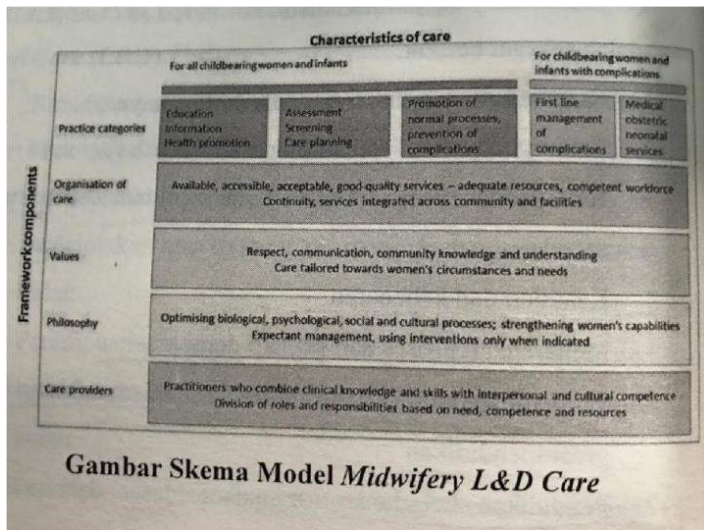 Characteristics of care
For all childbearing women and infants
For childbearing women and
infants with complications
Framework components
Practice categories
Education
Information
Health promotion
Assessment
Screening
Care planning
Promotion of
normal processes,
prevention of
complications
First line
management
of
complications
Medical
obstetric
neonatal
services
Organisation of
care
Available, accessible, acceptable, good-quality services – adequate resources, competent workforce
Continuity, services integrated across community and facilities
Values
Respect, communication, community knowledge and understanding
Care tailored towards women's circumstances and needs
Philosophy
Optimising biological, psychological, social and cultural processes; strengthening women's capabilities
Expectant management, using interventions only when indicated
Care providers
Practitioners who combine clinical knowledge and skills with interpersonal and cultural competence
Division of roles and responsibilities based on need, competence and resources
Gambar Skema Model Midwifery L&D Care